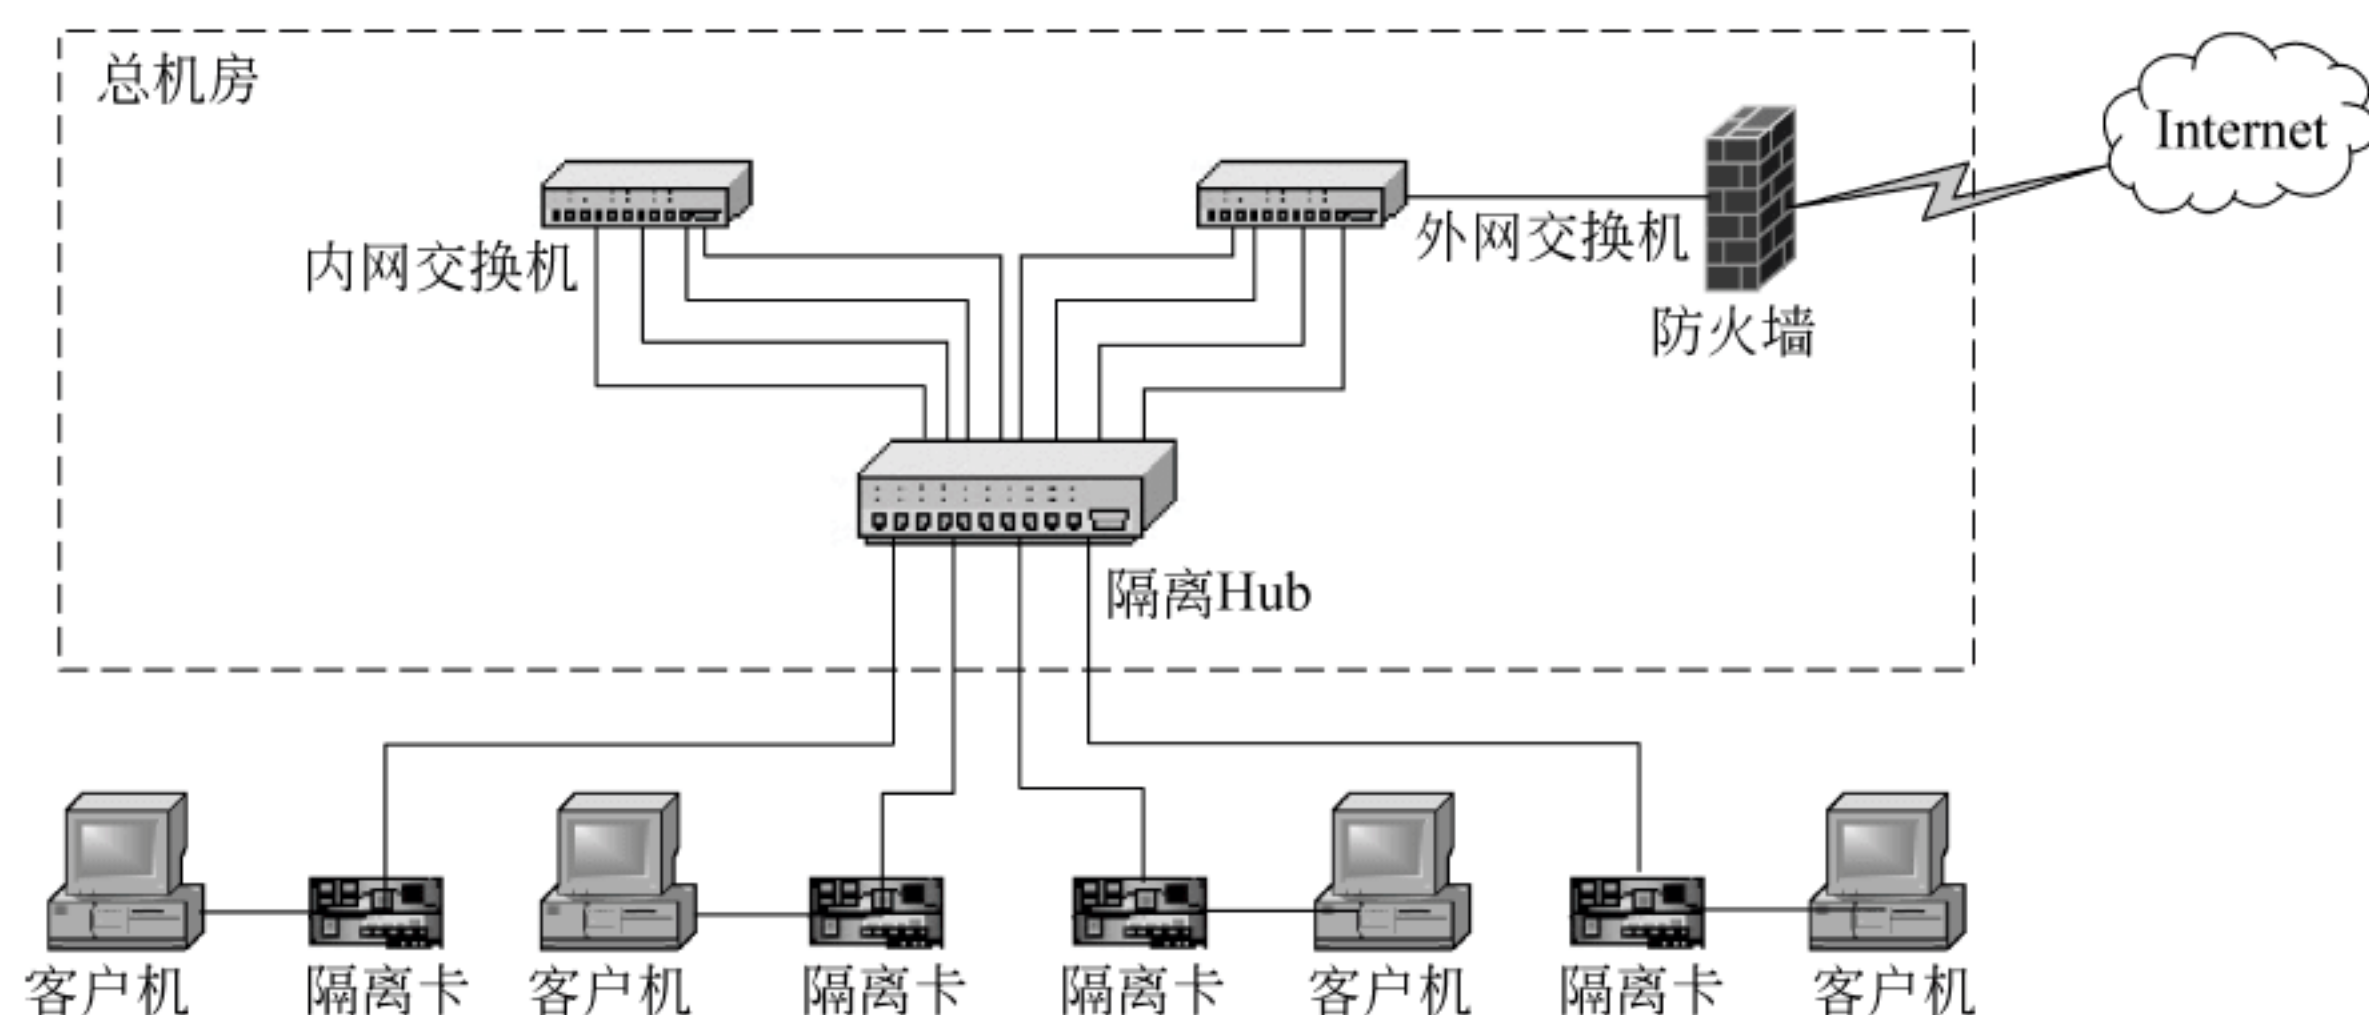 总机房
Internet
内网交换机
外网交换机
防火墙
隔离Hub
客户机
隔离卡
客户机
隔离卡
隔离卡
客户机
隔离卡
客户机